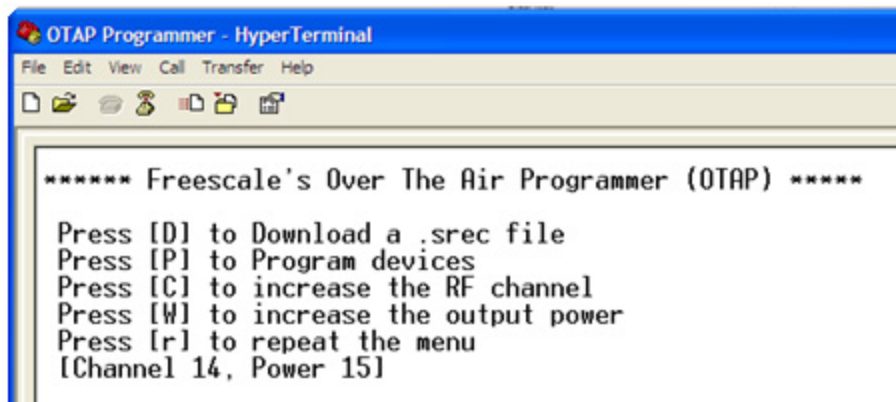 OTAP Programmer - HyperTerminal
File Edit View Call Transfer Help
****** Freescale's Over The Air Programmer (OTAP) *****
Press [D] to Download a .srec file
Press [P] to Program devices
Press [C] to increase the RF channel
Press [W] to increase the output power
Press [r] to repeat the menu
[Channel 14, Power 15]